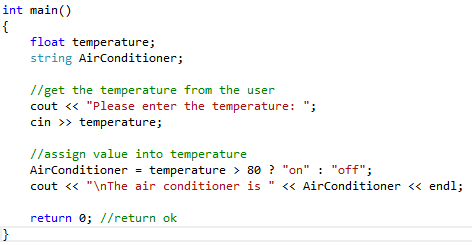 int main()
{
float temperature;
string AirConditioner;
//get the temperature from the user
cout << "Please enter the temperature: ";
cin >> temperature;
//assign value into temperature
AirConditioner = temperature > 80 ? "on" : "off";
cout << "\nThe air conditioner is " << AirConditioner << endl;
return 0; //return ok
}